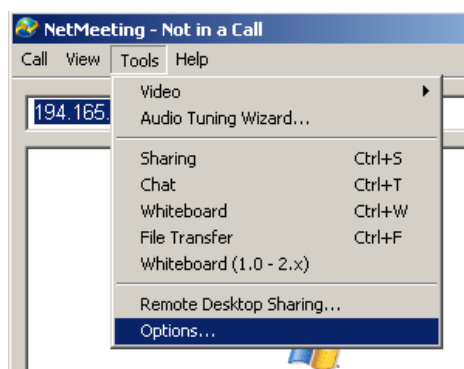 NetMeeting - Not in a Call
Call View Tools Help
194.165.
Video
Audio Tuning Wizard...
Sharing Ctrl+S
Chat Ctrl+T
Whiteboard Ctrl+W
File Transfer Ctrl+F
Whiteboard (1.0 - 2.x)
Remote Desktop Sharing...
Options...